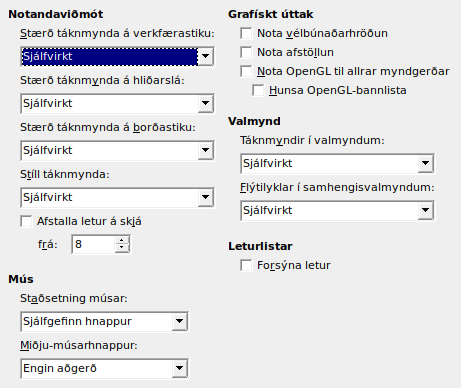 Notandaviðmót
Stærð táknmynda á verkfærastiku:
Sjálfvirkt
Stærð táknmynda á hliðarslá:
Sjálfvirkt
Stærð táknmynda á borðastiku:
Sjálfvirkt
Stíll táknmynda:
Sjálfvirkt
Afstalla letur á skjá
frá: 8
Mús
Staðsetning músar:
Sjálfgefinn hnappur
Miðju-músarhnappur:
Engin aðgerð
Grafískt úttak
Nota vélbúnaðarhröðun
Nota afstöllun
Nota OpenGL til allrar myndgerðar
Hunsa OpenGL-bannlista
Valmynd
Táknmyndir í valmyndum:
Sjálfvirkt
Flýtilyklar í samhengisvalmyndum:
Sjálfvirkt
Leturlistar
Forsýna letur